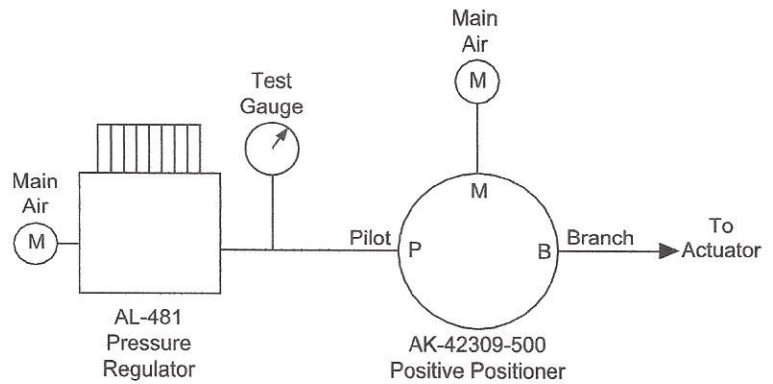 Main
Air
M
AL-481
Pressure
Regulator
Test
Gauge
Pilot
P
Main
Air
M
M
B
Branch
To
Actuator
AK-42309-500
Positive Positioner